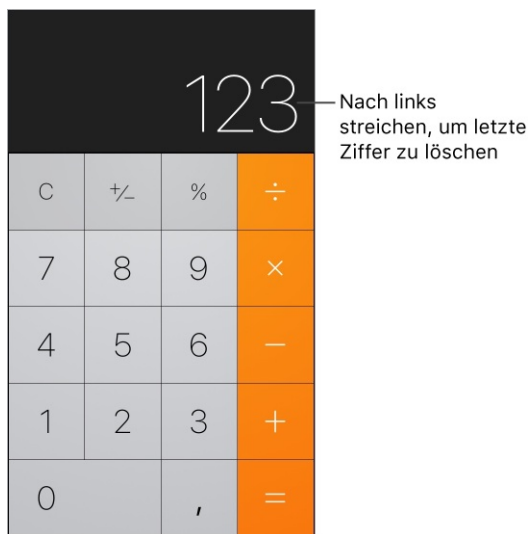 123
Nach links
streichen, um letzte
Ziffer zu löschen
C +/− % ÷
7 8 9 ×
4 5 6 −
1 2 3 +
0 , =